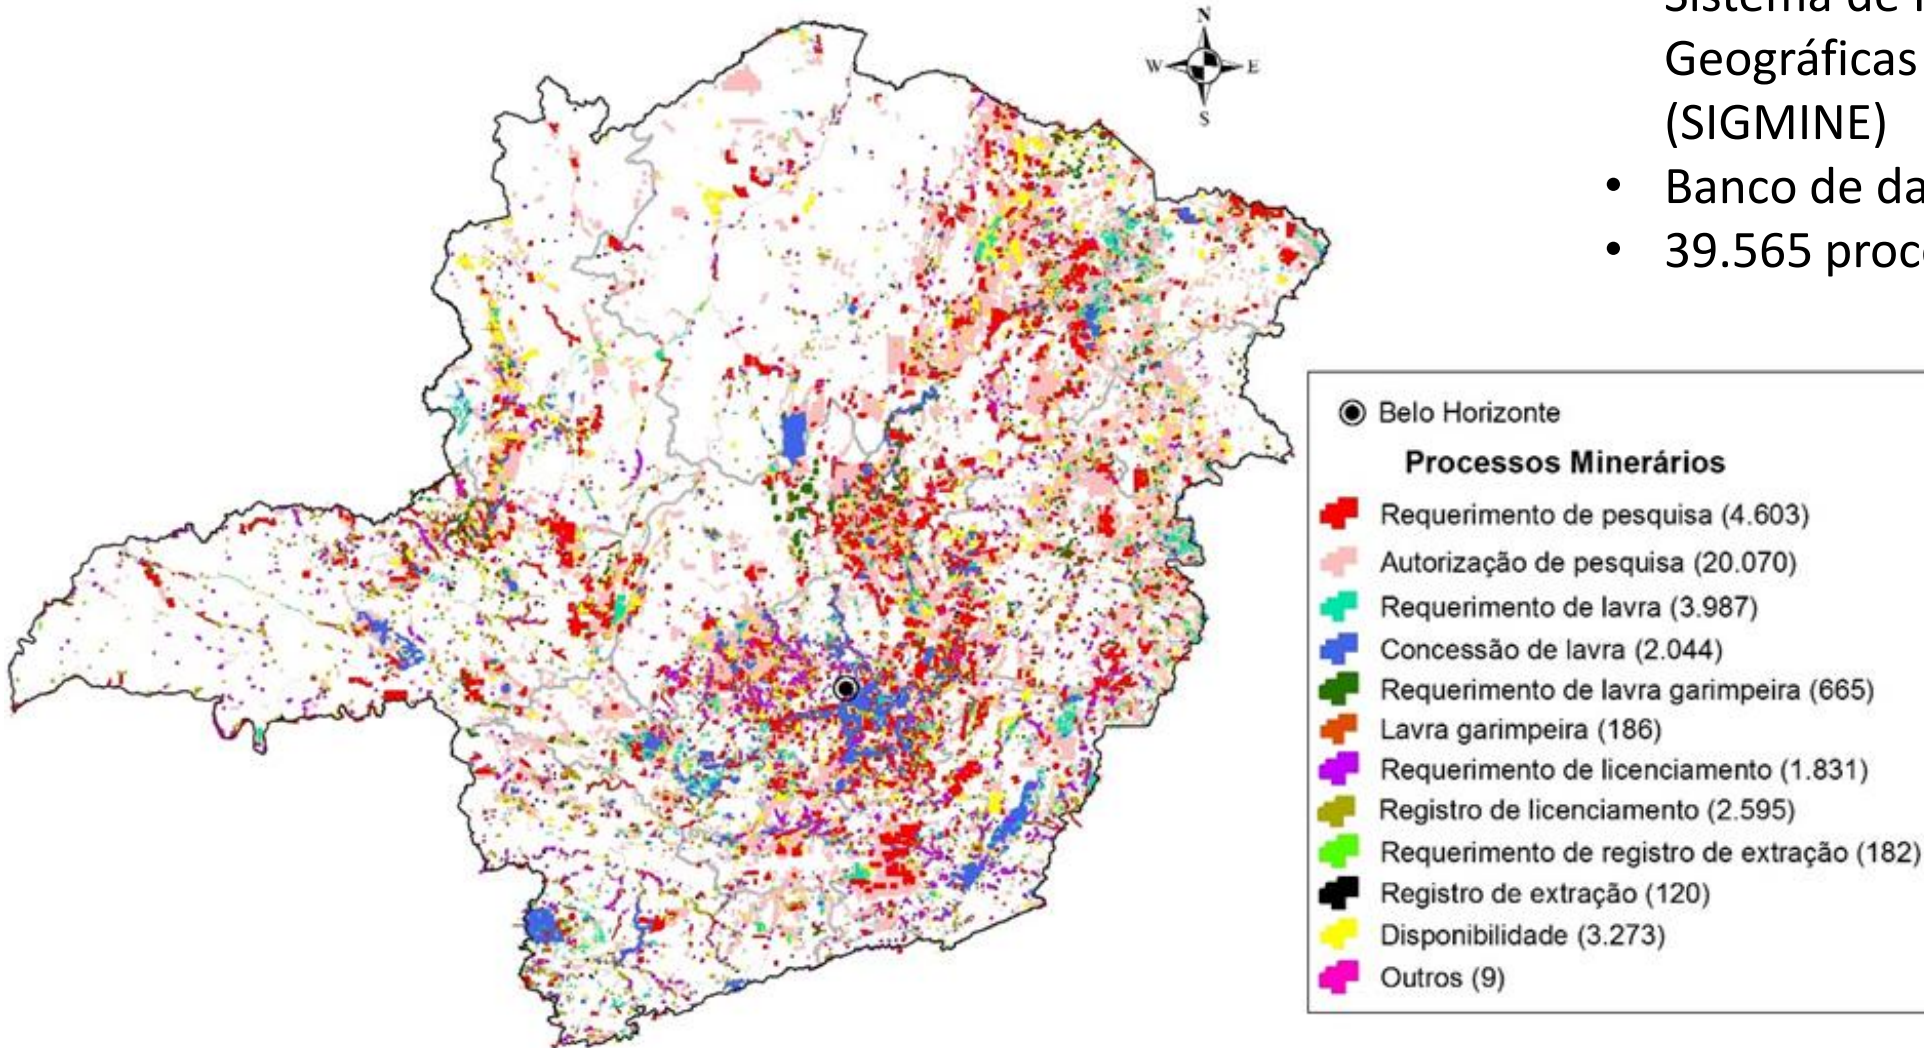 Sistema de
Geográficas
(SIGMINE)
• Banco de da
• 39.565 proc
N
W E
S
Belo Horizonte
Processos Minerários
Requerimento de pesquisa (4.603)
Autorização de pesquisa (20.070)
Requerimento de lavra (3.987)
Concessão de lavra (2.044)
Requerimento de lavra garimpeira (665)
Lavra garimpeira (186)
Requerimento de licenciamento (1.831)
Registro de licenciamento (2.595)
Requerimento de registro de extração (182)
Registro de extração (120)
Disponibilidade (3.273)
Outros (9)